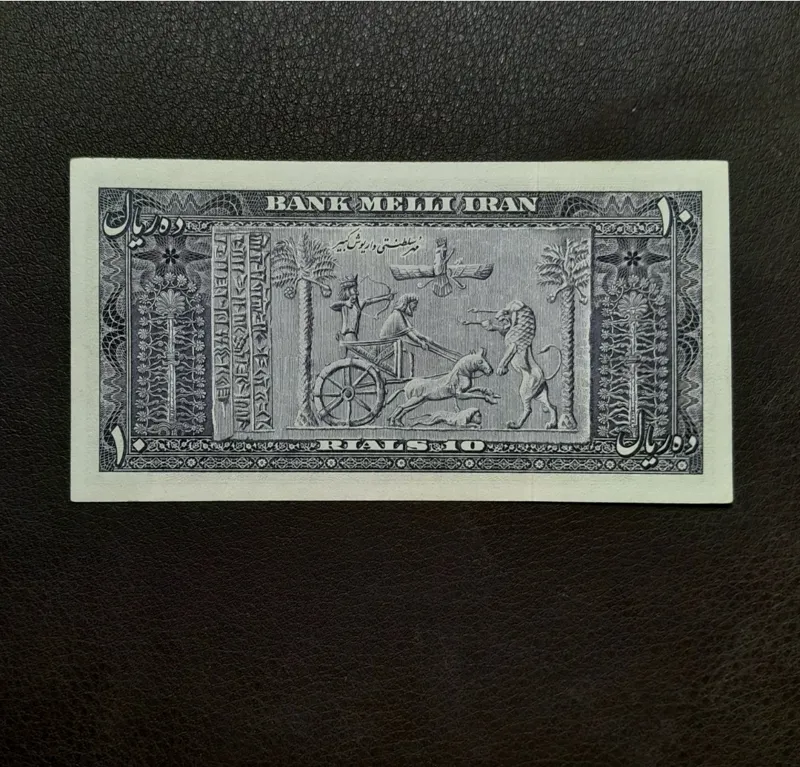 BANK MELLI IRAN
ده ریال
۱۰
مهر سلطنتی داریوش کبیر
۱۰
RIALS 10
ده ریال